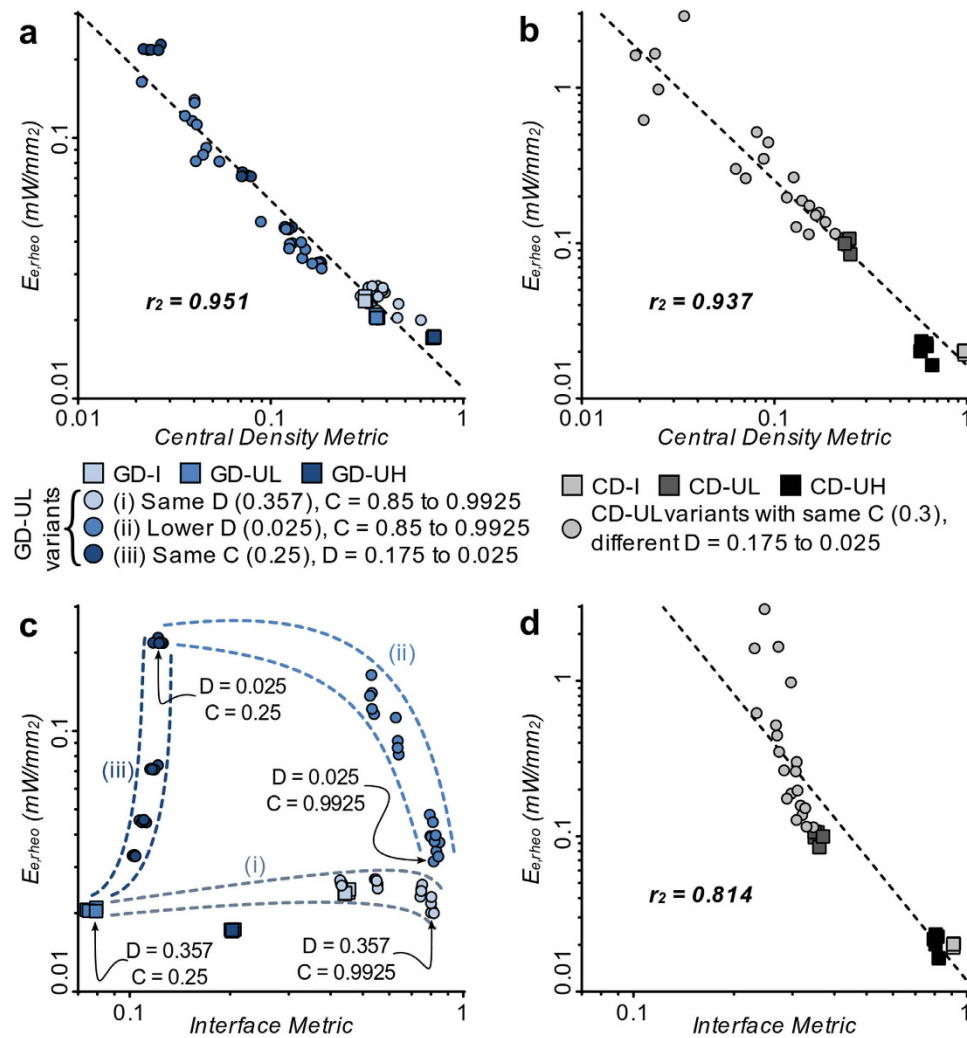 a
E e,rheo (mW/mm2)
0.1
0.01
r2 = 0.951
0.01 0.1 1
Central Density Metric
b
E e,rheo (mW/mm2)
1
0.1
0.01
r2 = 0.937
0.01 0.1 1
Central Density Metric
GD-I GD-UL GD-UH
GD-UL variants
(i) Same D (0.357), C = 0.85 to 0.9925
(ii) Lower D (0.025), C = 0.85 to 0.9925
(iii) Same C (0.25), D = 0.175 to 0.025
CD-I CD-UL CD-UH
CD-UL variants with same C (0.3),
different D = 0.175 to 0.025
c
E e,rheo (mW/mm2)
0.1
0.01
(ii)
D = 0.025
C = 0.25
(iii)
D = 0.025
C = 0.9925
(i)
D = 0.357
C = 0.25
D = 0.357
C = 0.9925
0.1 1
Interface Metric
d
E e,rheo (mW/mm2)
1
0.1
0.01
r2 = 0.814
0.1 1
Interface Metric